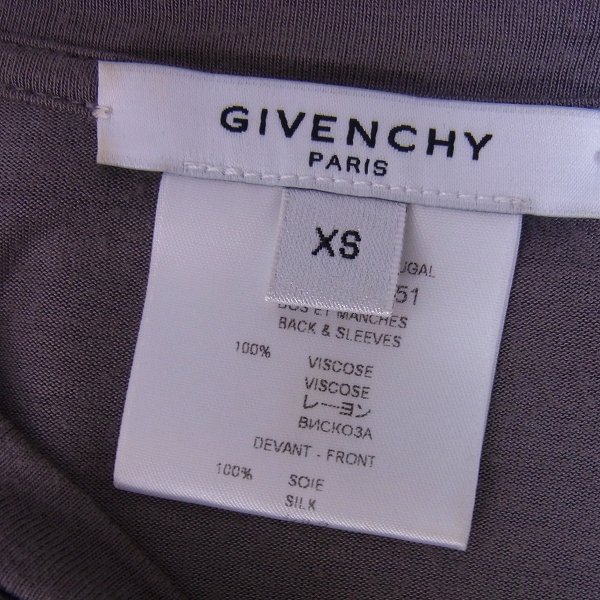 GIVENCHY
PARIS
XS
51
DOS ET MANCHES
BACK & SLEEVES
100% VISCOSE
VISCOSE
レーヨン
ВИСКОЗА
DEVANT - FRONT
100% SOIE
SILK